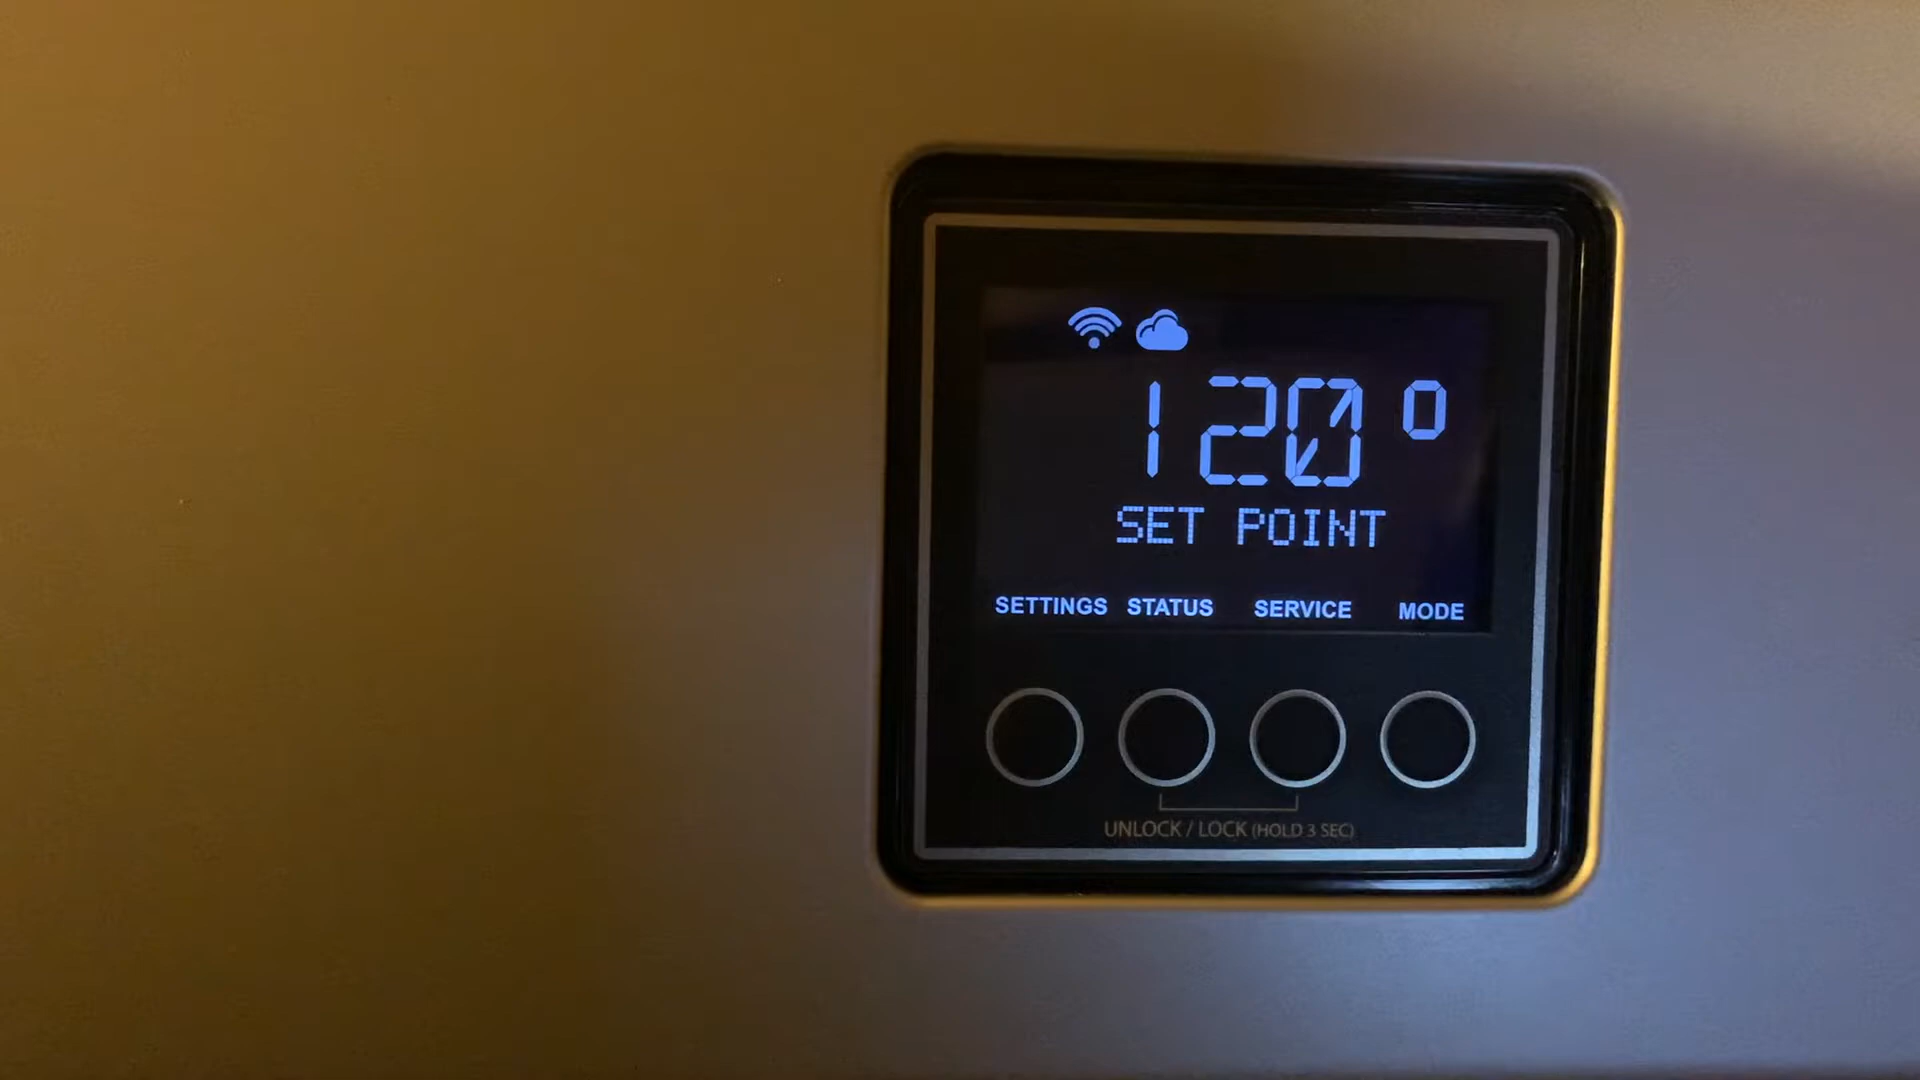 120°
SET POINT
SETTINGS STATUS SERVICE MODE
UNLOCK / LOCK (HOLD 3 SEC)